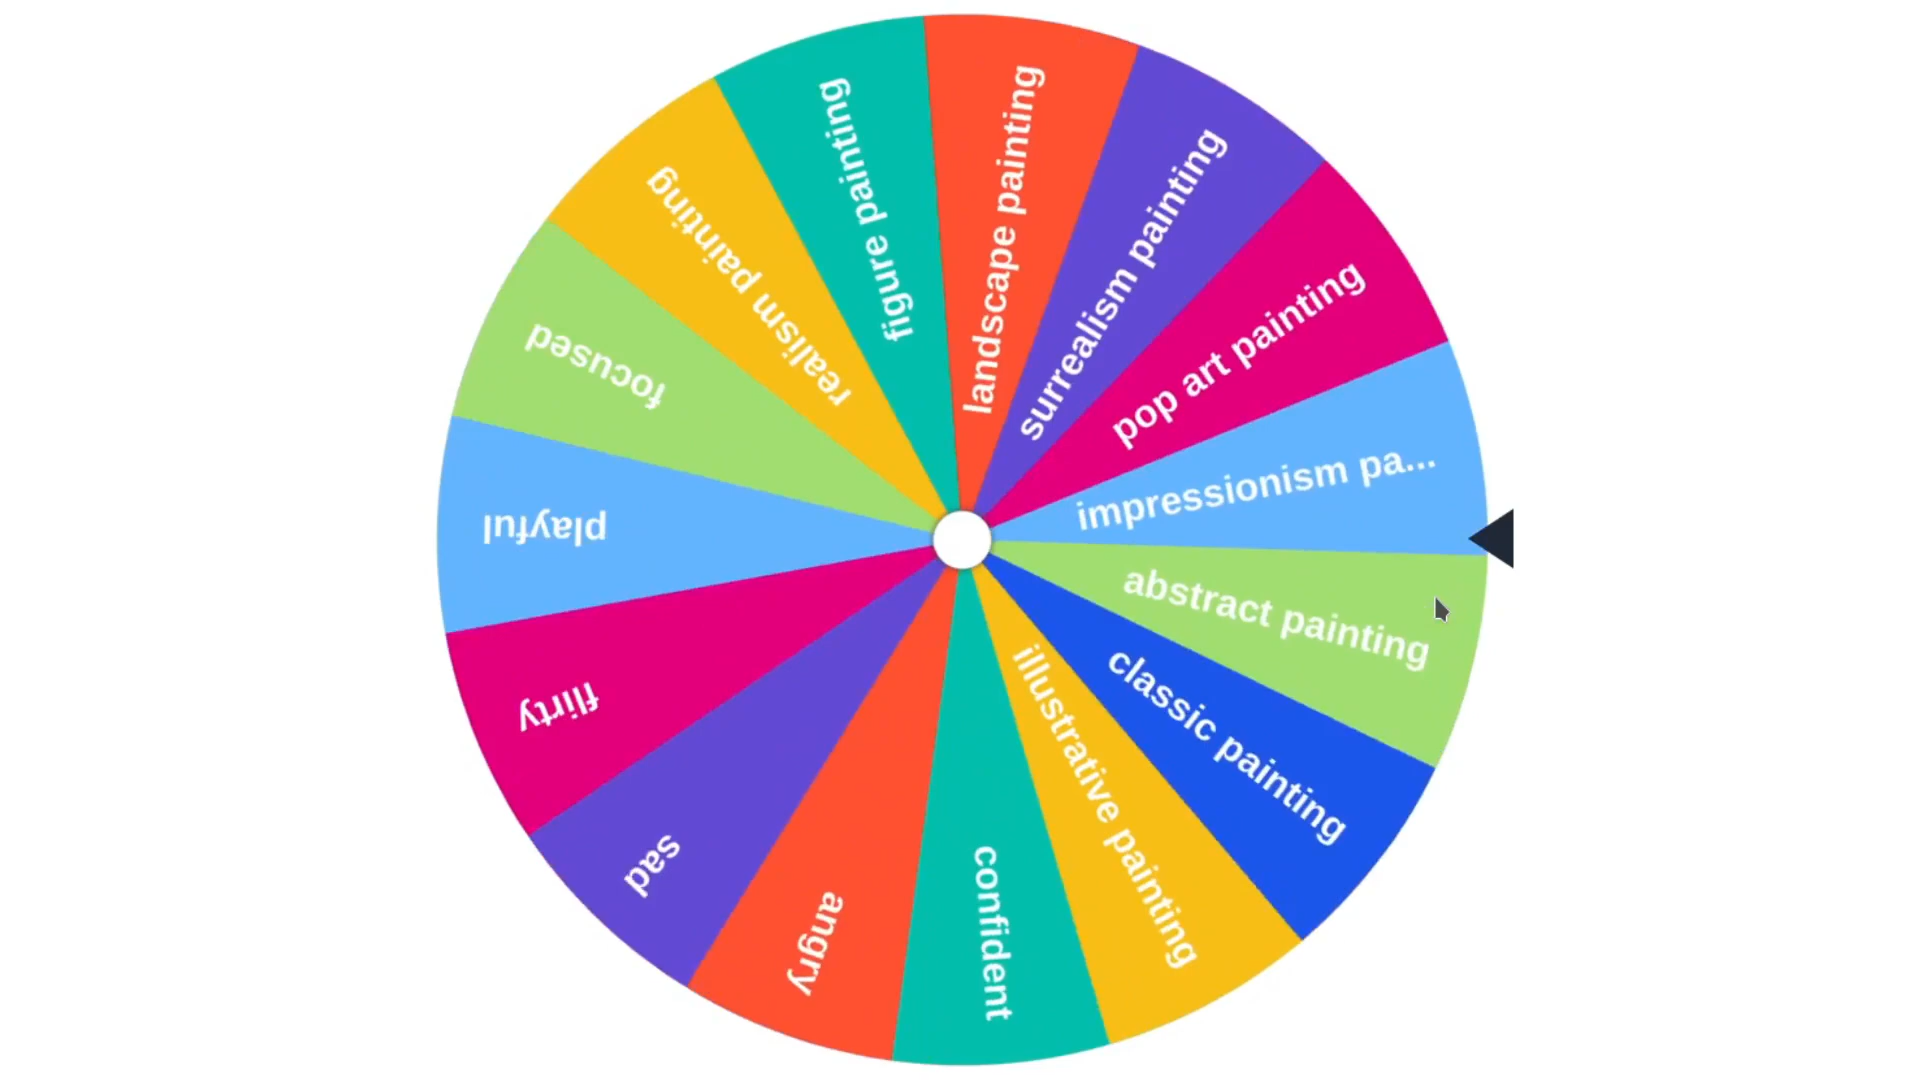 landscape painting
surrealism painting
pop art painting
impressionism pa...
abstract painting
classic painting
illustrative painting
confident
angry
sad
flirty
playful
focused
realism painting
figure painting